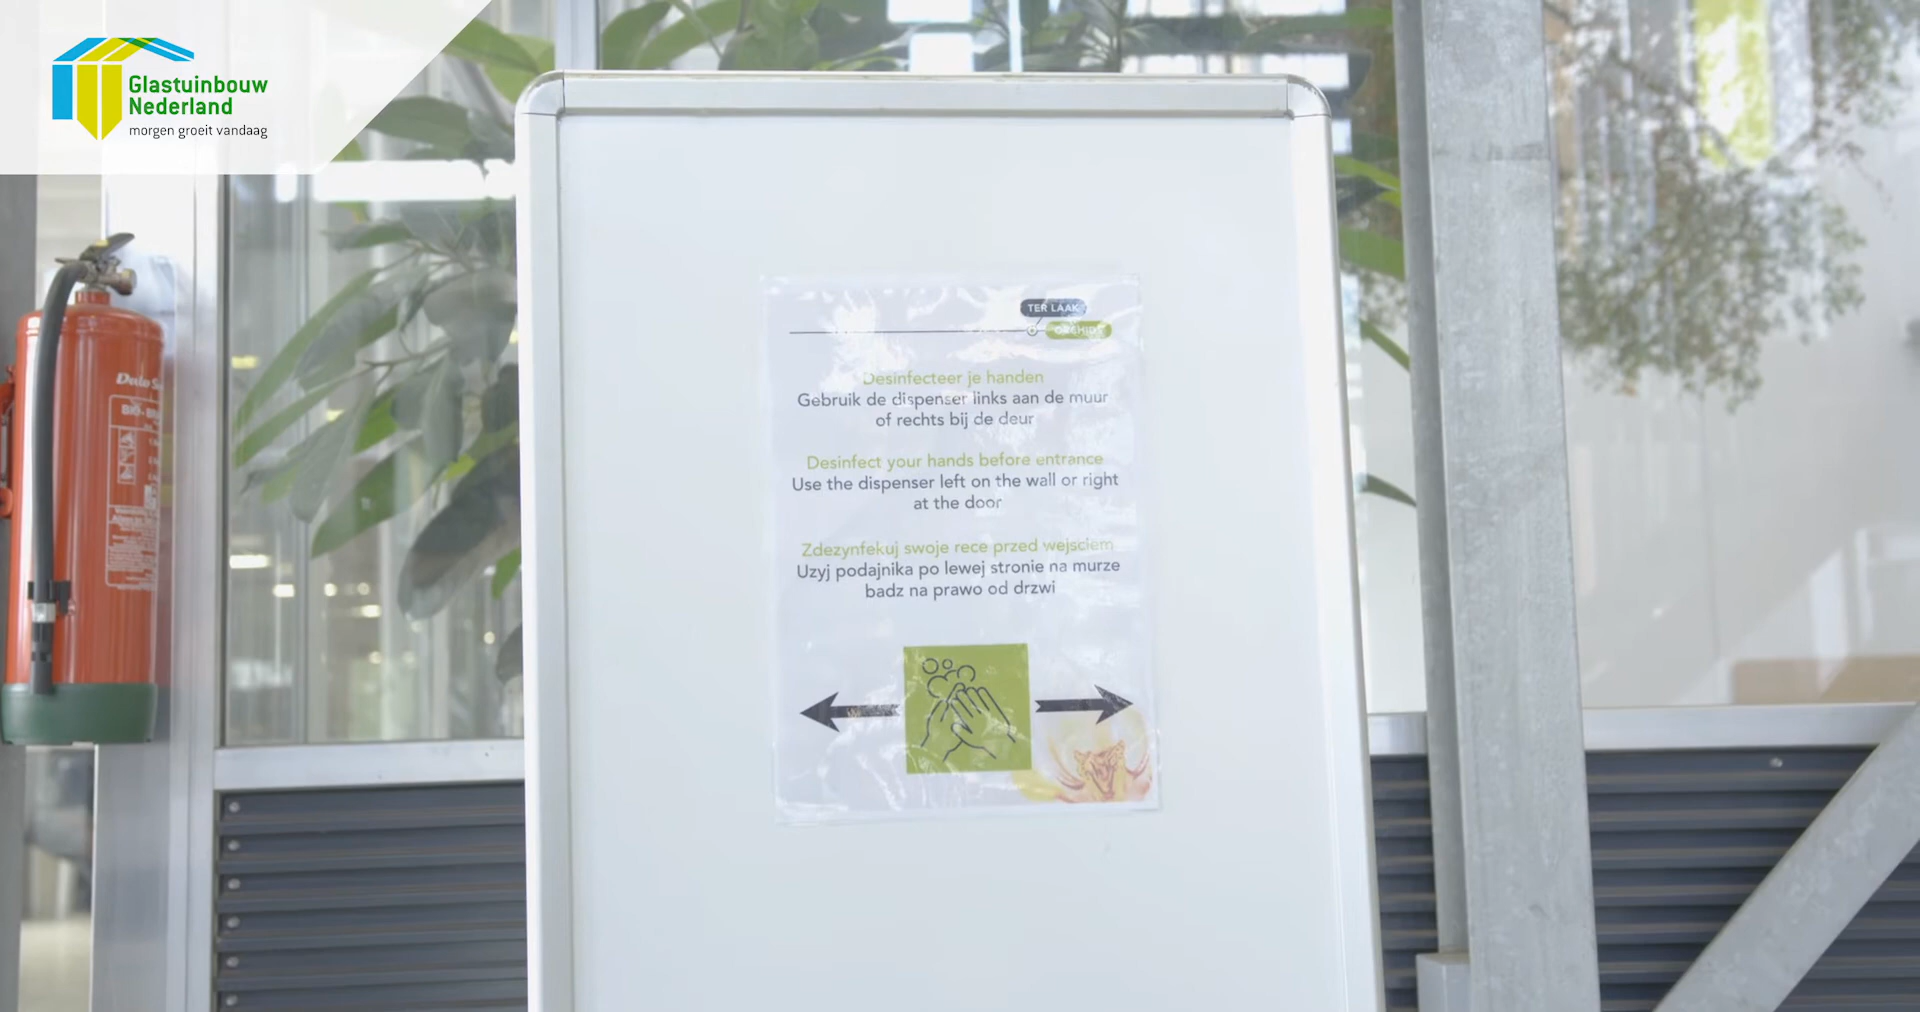 Glastuinbouw
Nederland
morgen groeit vandaag
TER LAAK
ORCHIDS
Desinfecteer je handen
Gebruik de dispenser links aan de muur
of rechts bij de deur
Desinfect your hands before entrance
Use the dispenser left on the wall or right
at the door
Zdezynfekuj swoje rece przed wejsciem
Uzyj podajnika po lewej stronie na murze
badz na prawo od drzwi